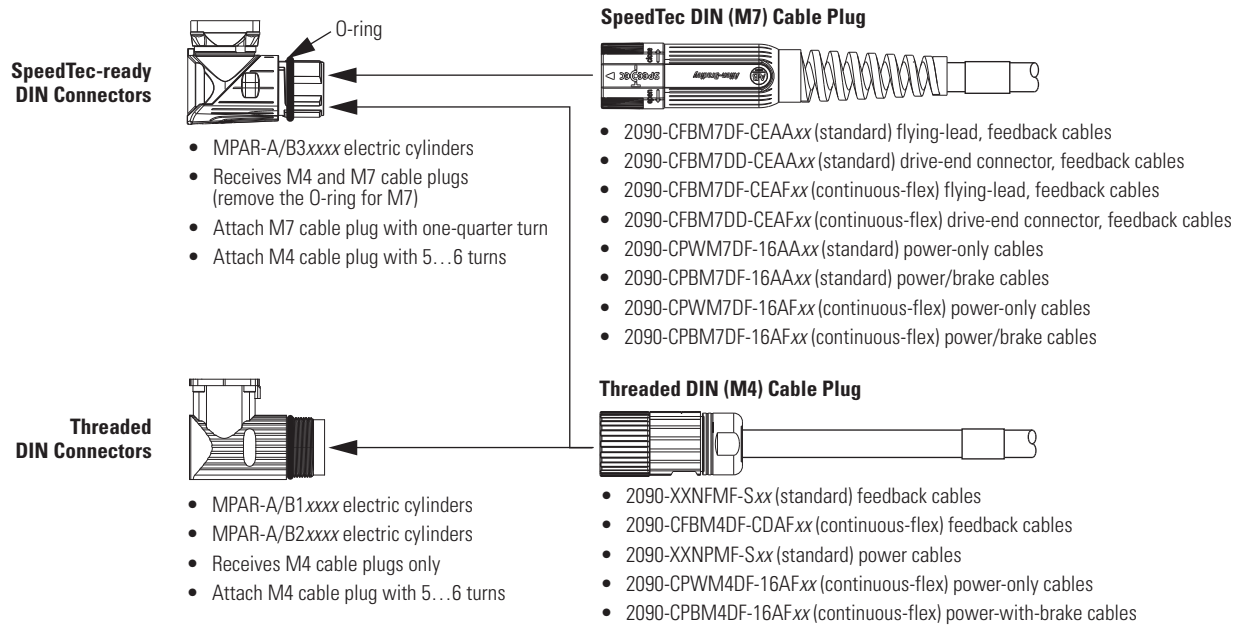 SpeedTec-ready
DIN Connectors
O-ring
• MPAR-A/B3xxxx electric cylinders
• Receives M4 and M7 cable plugs
(remove the O-ring for M7)
• Attach M7 cable plug with one-quarter turn
• Attach M4 cable plug with 5…6 turns
SpeedTec DIN (M7) Cable Plug
Allen-Bradley
• 2090-CFBM7DF-CEAAxx (standard) flying-lead, feedback cables
• 2090-CFBM7DD-CEAAxx (standard) drive-end connector, feedback cables
• 2090-CFBM7DF-CEAFxx (continuous-flex) flying-lead, feedback cables
• 2090-CFBM7DD-CEAFxx (continuous-flex) drive-end connector, feedback cables
• 2090-CPWM7DF-16AAxx (standard) power-only cables
• 2090-CPBM7DF-16AAxx (standard) power/brake cables
• 2090-CPWM7DF-16AFxx (continuous-flex) power-only cables
• 2090-CPBM7DF-16AFxx (continuous-flex) power/brake cables
Threaded
DIN Connectors
• MPAR-A/B1xxxx electric cylinders
• MPAR-A/B2xxxx electric cylinders
• Receives M4 cable plugs only
• Attach M4 cable plug with 5…6 turns
Threaded DIN (M4) Cable Plug
• 2090-XXNFMF-Sxx (standard) feedback cables
• 2090-CFBM4DF-CDAFxx (continuous-flex) feedback cables
• 2090-XXNPMF-Sxx (standard) power cables
• 2090-CPWM4DF-16AFxx (continuous-flex) power-only cables
• 2090-CPBM4DF-16AFxx (continuous-flex) power-with-brake cables